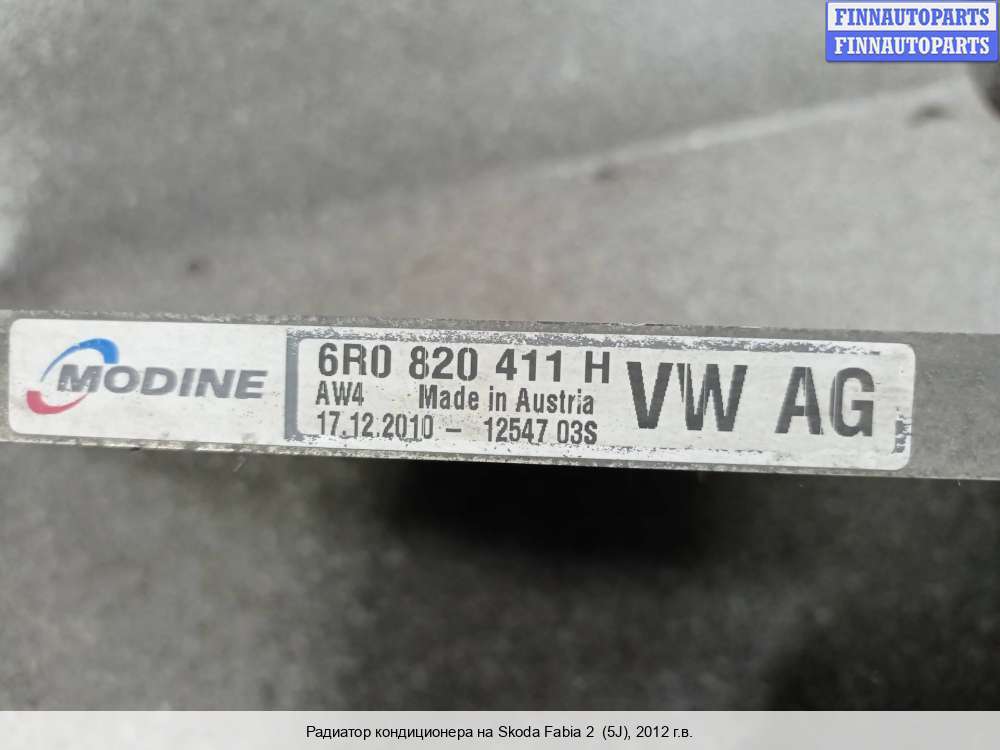 FINNAUTOPARTS
FINNAUTOPARTS
MODINE
6R0 820 411 H
AW4 Made in Austria
17.12.2010 - 12547 03S
VW AG
Радиатор кондиционера на Skoda Fabia 2 (5J), 2012 г.в.